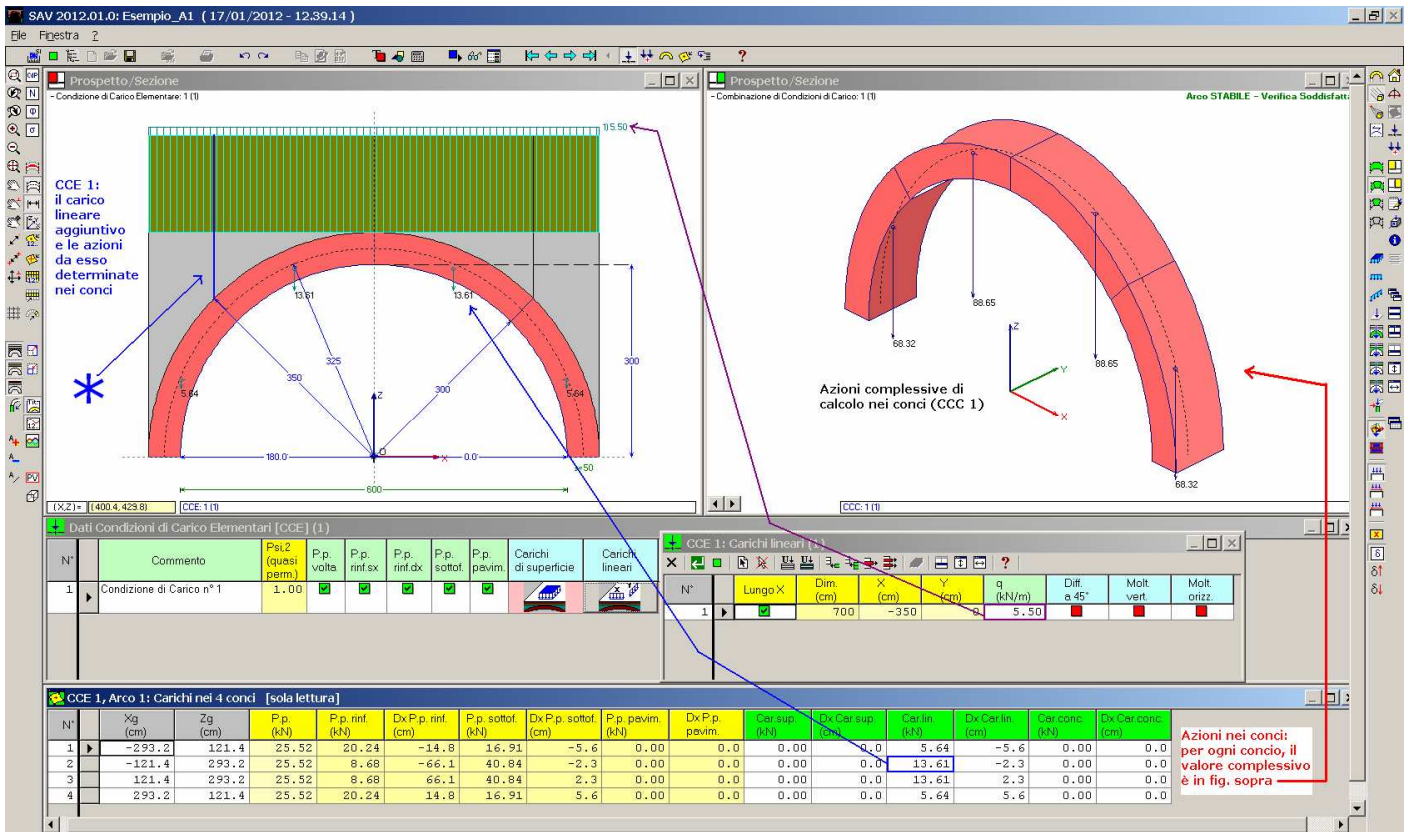 SAV 2012.01.0: Esempio_A1 ( 17/01/2012 - 12.39.14 )
File Finestra ?
Prospetto/Sezione
- Condizione di Carico Elementare: 1 (1)
1) 5.50
CCE 1:
il carico
lineare
aggiuntivo
e le azioni
da esso
determinate
nei conci
13.61
13.61
325
350
300
300
5.64
5.64
Z
O
X
180.0
0.0
50
600
(X,Z) = (400.4, 429.8) CCE: 1 (1)
Prospetto/Sezione
- Combinazione di Condizioni di Carico: 1 (1)
Arco STABILE - Verifica Soddisfatta
88.65
68.32
88.65
68.32
Z
Y
X
Azioni complessive di
calcolo nei conci (CCC 1)
CCC: 1 (1)
Dati Condizioni di Carico Elementari [CCE] (1)
N° Commento Psi,2 (quasi perm.) P.p. volta P.p. rinf.sx P.p. rinf.dx P.p. sottof. P.p. pavim. Carichi di superficie Carichi lineari
1 Condizione di Carico n° 1 1.00
CCE 1: Carichi lineari (1)
N° Lungo X Dim. (cm) X (cm) Y (cm) q (kN/m) Diff. a 45° Molt. vert. Molt. orizz.
1 700 -350 0 5.50
CCE 1, Arco 1: Carichi nei 4 conci [sola lettura]
N° Xg (cm) Zg (cm) P.p. (kN) P.p. rinf. (kN) Dx P.p. rinf. (cm) P.p. sottof. (kN) Dx P.p. sottof. (cm) P.p. pavim. (kN) Dx P.p. pavim. Car.sup. (kN) Dx Car.sup. (cm) Car.lin. (kN) Dx Car.lin. (cm) Car.conc. (kN) Dx Car.conc. (cm)
1 -293.2 121.4 25.52 20.24 -14.8 16.91 -5.6 0.00 0.0 0.00 0.0 5.64 -5.6 0.00 0.0
2 -121.4 293.2 25.52 8.68 -66.1 40.84 -2.3 0.00 0.0 0.00 0.0 13.61 -2.3 0.00 0.0
3 121.4 293.2 25.52 8.68 66.1 40.84 2.3 0.00 0.0 0.00 0.0 13.61 2.3 0.00 0.0
4 293.2 121.4 25.52 20.24 14.8 16.91 5.6 0.00 0.0 0.00 0.0 5.64 5.6 0.00 0.0
Azioni nei conci:
per ogni concio, il
valore complessivo
è in fig. sopra